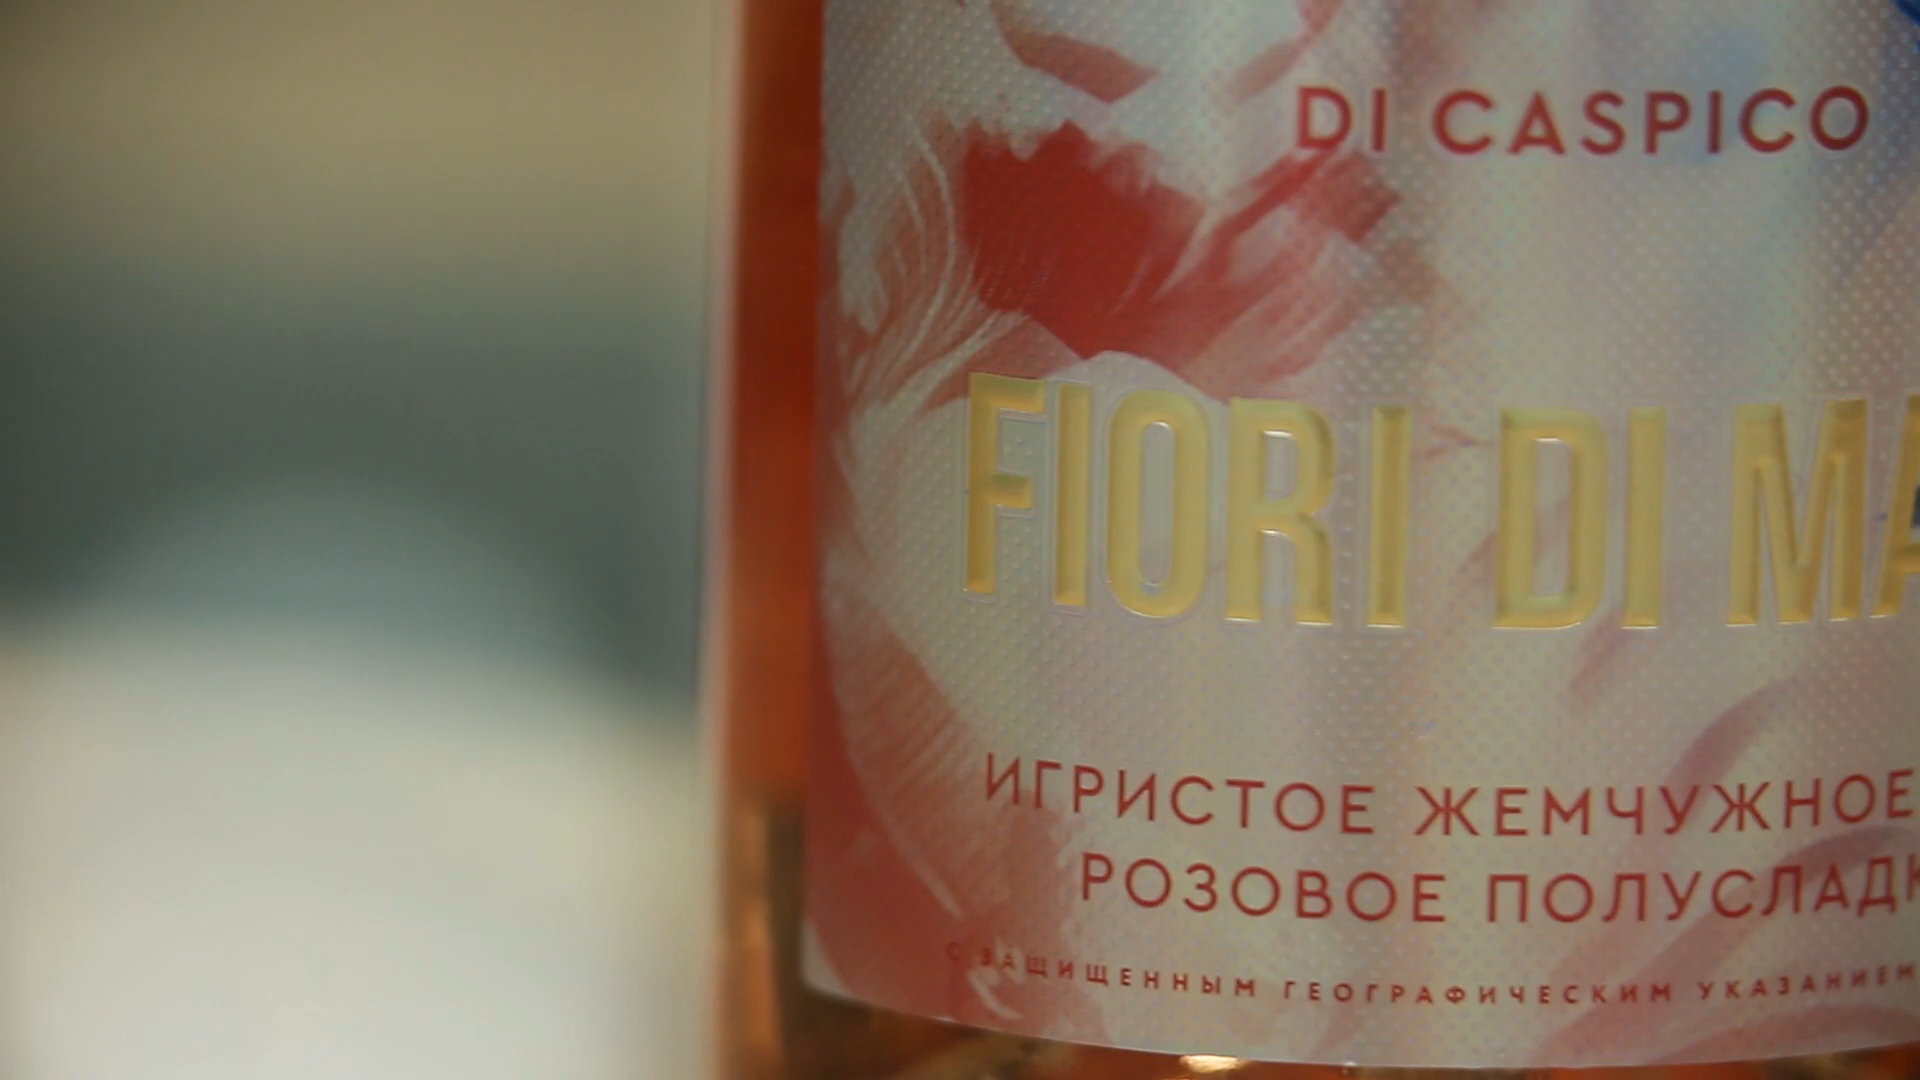 DI CASPICO
FIORI DI MA
ИГРИСТОЕ ЖЕМЧУЖНОЕ
РОЗОВОЕ ПОЛУСЛАДК
С ЗАЩИЩЕННЫМ ГЕОГРАФИЧЕСКИМ УКАЗАНИЕМ